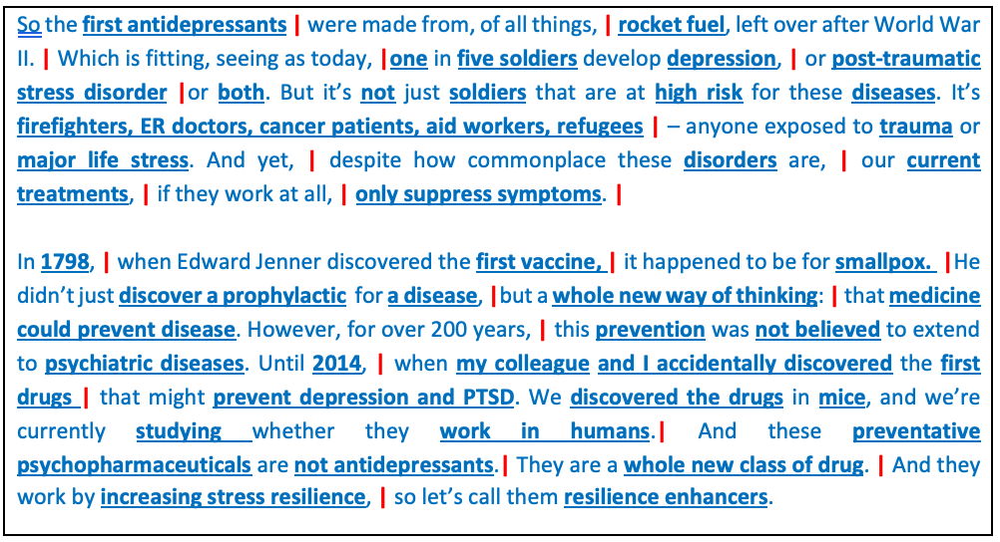 So the first antidepressants | were made from, of all things, | rocket fuel, left over after World War
II. | Which is fitting, seeing as today, |one in five soldiers develop depression, | or post-traumatic
stress disorder |or both. But it’s not just soldiers that are at high risk for these diseases. It’s
firefighters, ER doctors, cancer patients, aid workers, refugees | – anyone exposed to trauma or
major life stress. And yet, | despite how commonplace these disorders are, | our current
treatments, | if they work at all, | only suppress symptoms. |
In 1798, | when Edward Jenner discovered the first vaccine, | it happened to be for smallpox. |He
didn’t just discover a prophylactic for a disease, |but a whole new way of thinking: | that medicine
could prevent disease. However, for over 200 years, | this prevention was not believed to extend
to psychiatric diseases. Until 2014, | when my colleague and I accidentally discovered the first
drugs | that might prevent depression and PTSD. We discovered the drugs in mice, and we’re
currently studying whether they work in humans.| And these preventative
psychopharmaceuticals are not antidepressants.| They are a whole new class of drug. | And they
work by increasing stress resilience, | so let’s call them resilience enhancers.